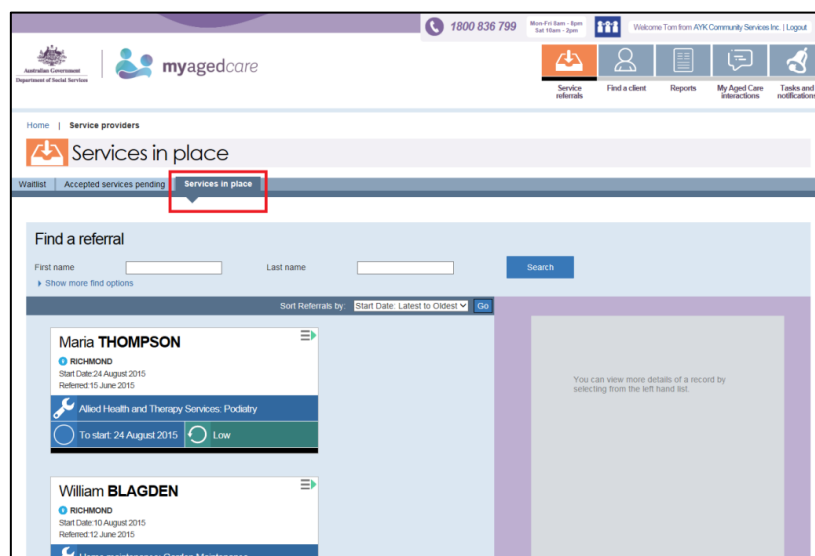 1800 836 799
Mon-Fri 8am - 8pm
Sat 10am - 2pm
Welcome Tom from AYK Community Services Inc. | Logout
Australian Government
Department of Social Services
myagedcare
Service referrals
Find a client
Reports
My Aged Care interactions
Tasks and notifications
Home | Service providers
Services in place
Waitlist
Accepted services pending
Services in place
Find a referral
First name
Last name
Search
Show more find options
Sort Referrals by: Start Date: Latest to Oldest Go
Maria THOMPSON
RICHMOND
Start Date:24 August 2015
Referred:15 June 2015
Allied Health and Therapy Services: Podiatry
To start: 24 August 2015
Low
You can view more details of a record by
selecting from the left hand list.
William BLAGDEN
RICHMOND
Start Date:10 August 2015
Referred:12 June 2015
Home maintenance: Garden Maintenance